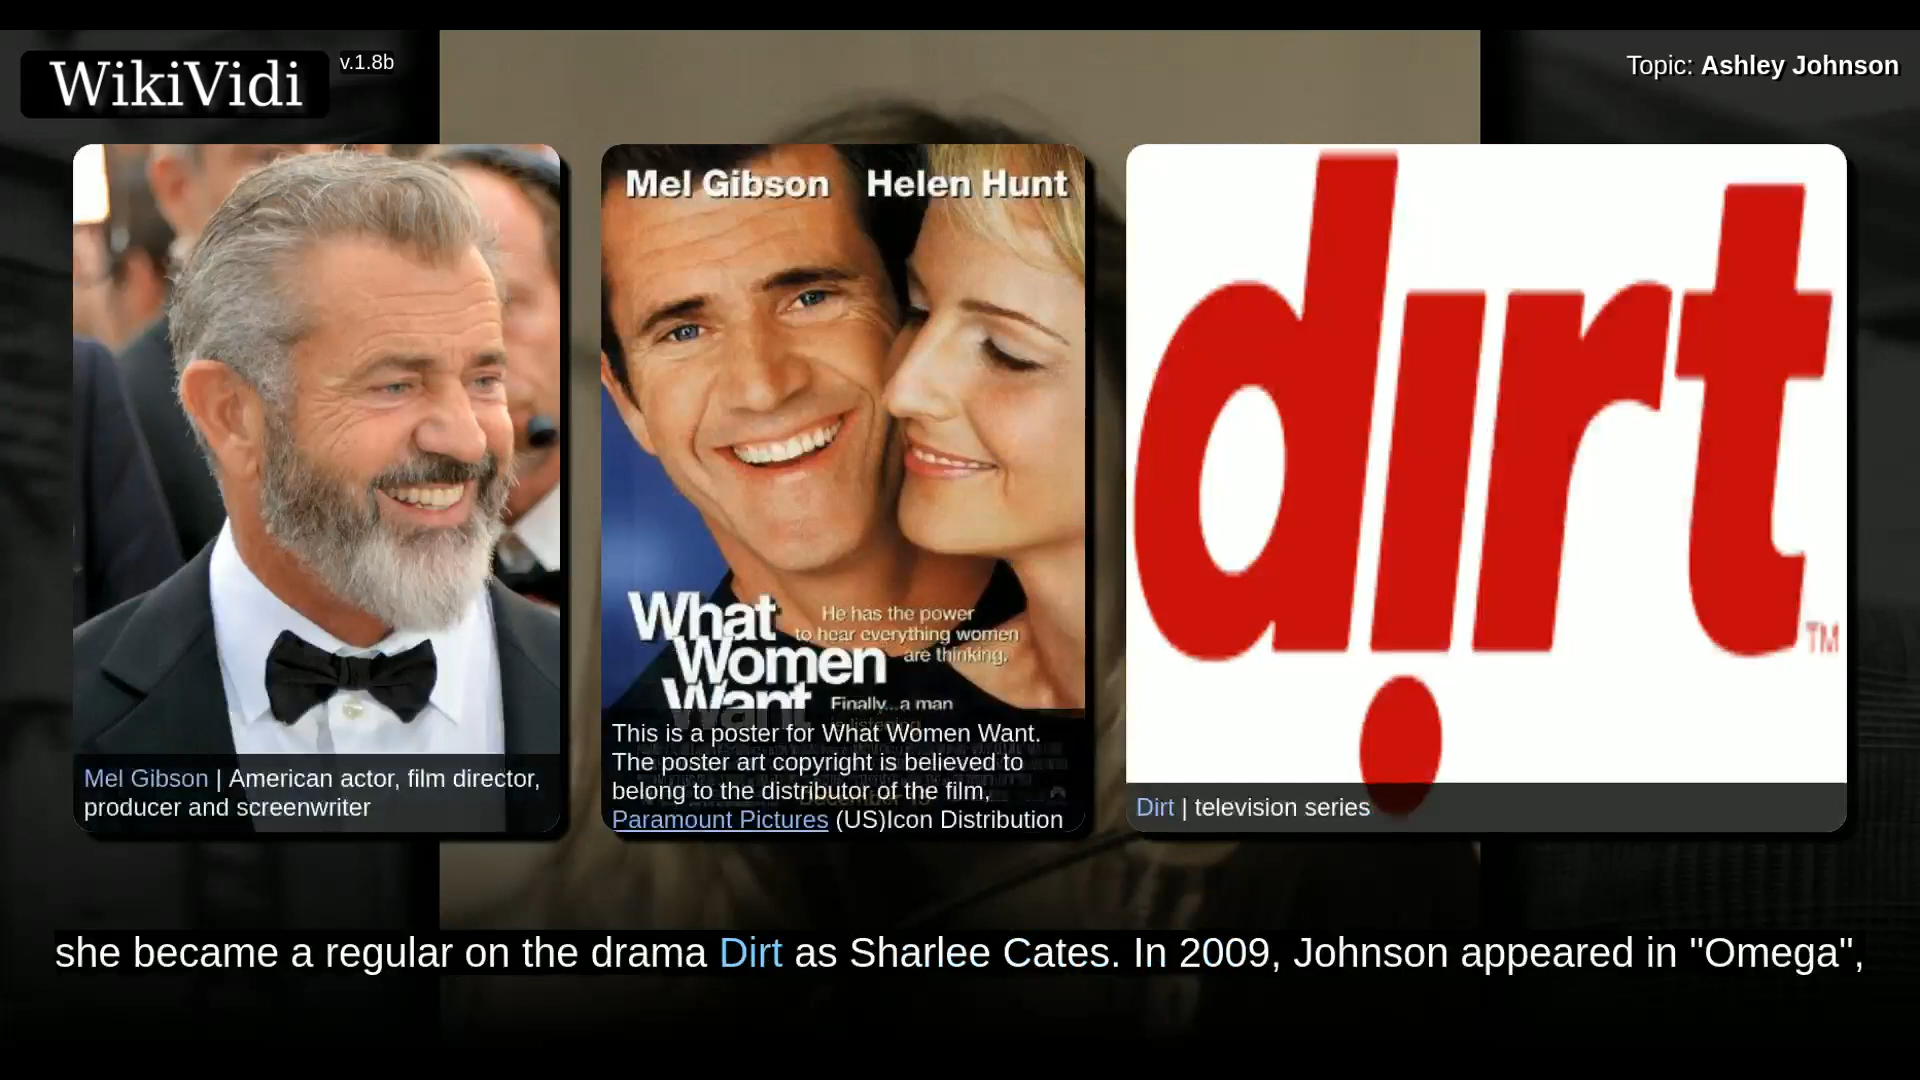 WikiVidi
v.1.8b
Topic: Ashley Johnson
Mel Gibson | American actor, film director,
producer and screenwriter
Mel Gibson Helen Hunt
What
Women
Want
He has the power
to hear everything women
are thinking.
Finally...a man
is listening.
This is a poster for What Women Want.
The poster art copyright is believed to
belong to the distributor of the film,
Paramount Pictures (US)Icon Distribution
dirt
TM
Dirt | television series
she became a regular on the drama Dirt as Sharlee Cates. In 2009, Johnson appeared in "Omega",